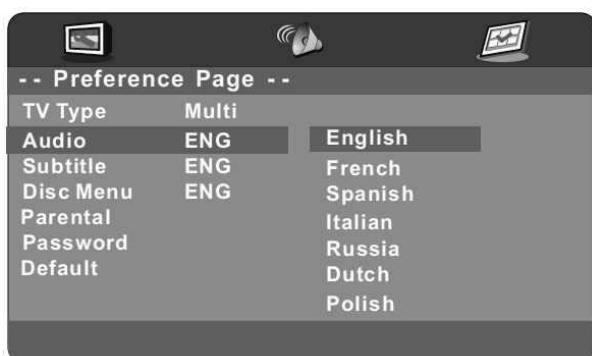 -- Preference Page --
TV Type Multi
Audio ENG English
Subtitle ENG French
Disc Menu ENG Spanish
Parental Italian
Password Russia
Default Dutch
Polish